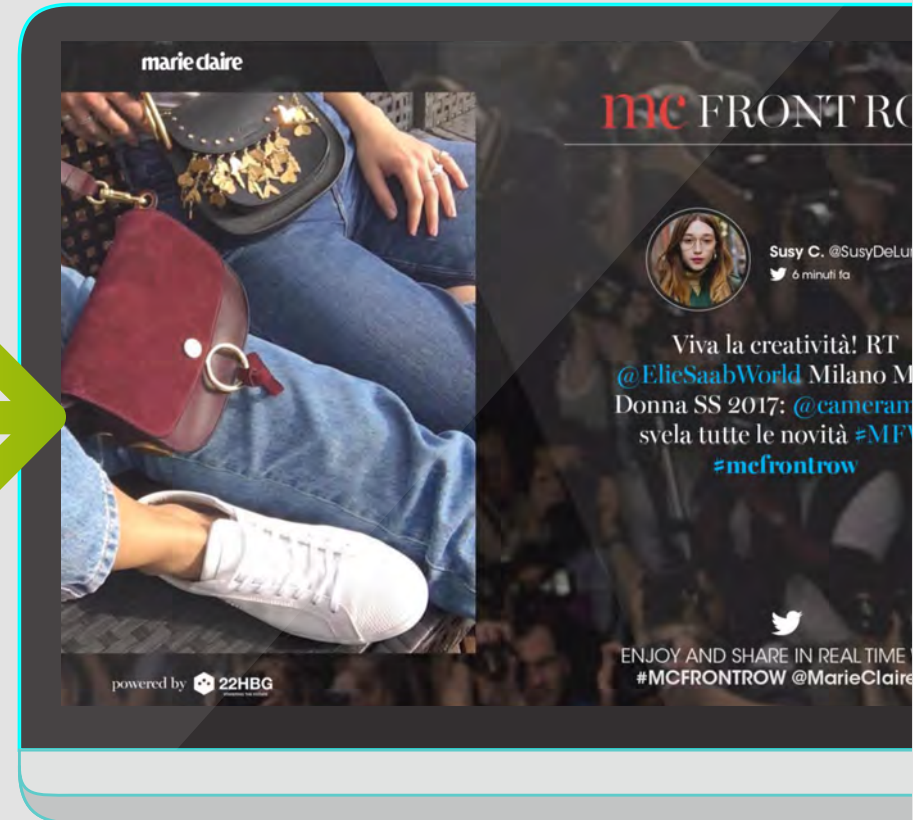 marie claire
mc FRONT RO
Susy C. @SusyDeLu
6 minuti fa
Viva la creatività! RT
@ElieSaabWorld Milano M
Donna SS 2017: @cameram
svela tutte le novità #MF
#mcfrontrow
ENJOY AND SHARE IN REAL TIME
#MCFRONTROW @MarieClaire
powered by 22HBG